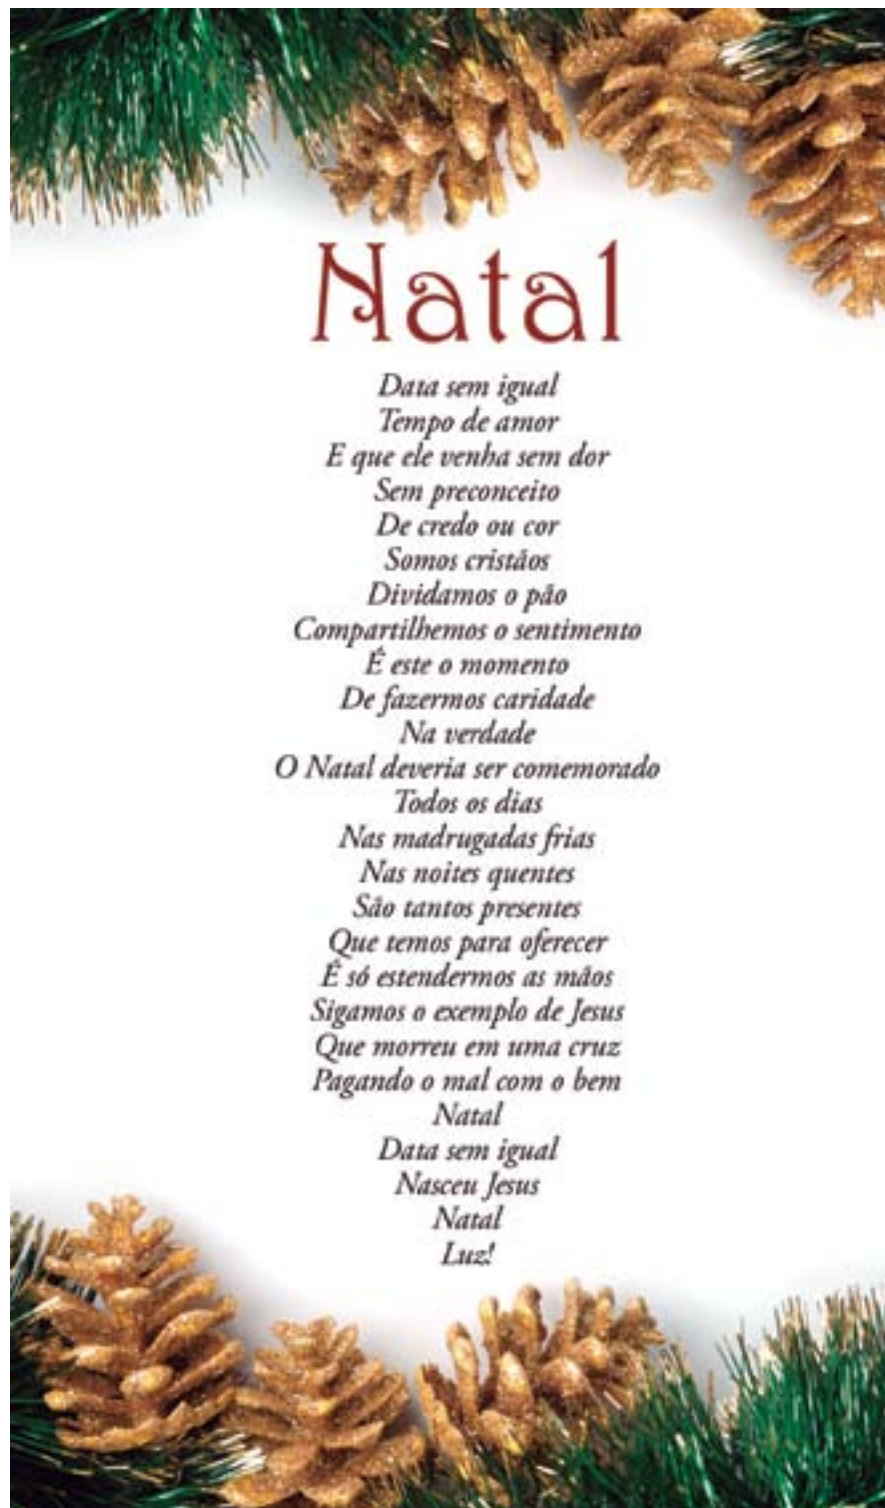 Natal
Data sem igual
Tempo de amor
E que ele venha sem dor
Sem preconceito
De credo ou cor
Somos cristãos
Dividamos o pão
Compartilhemos o sentimento
É este o momento
De fazermos caridade
Na verdade
O Natal deveria ser comemorado
Todos os dias
Nas madrugadas frias
Nas noites quentes
São tantos presentes
Que temos para oferecer
É só estendermos as mãos
Sigamos o exemplo de Jesus
Que morreu em uma cruz
Pagando o mal com o bem
Natal
Data sem igual
Nasceu Jesus
Natal
Luz!